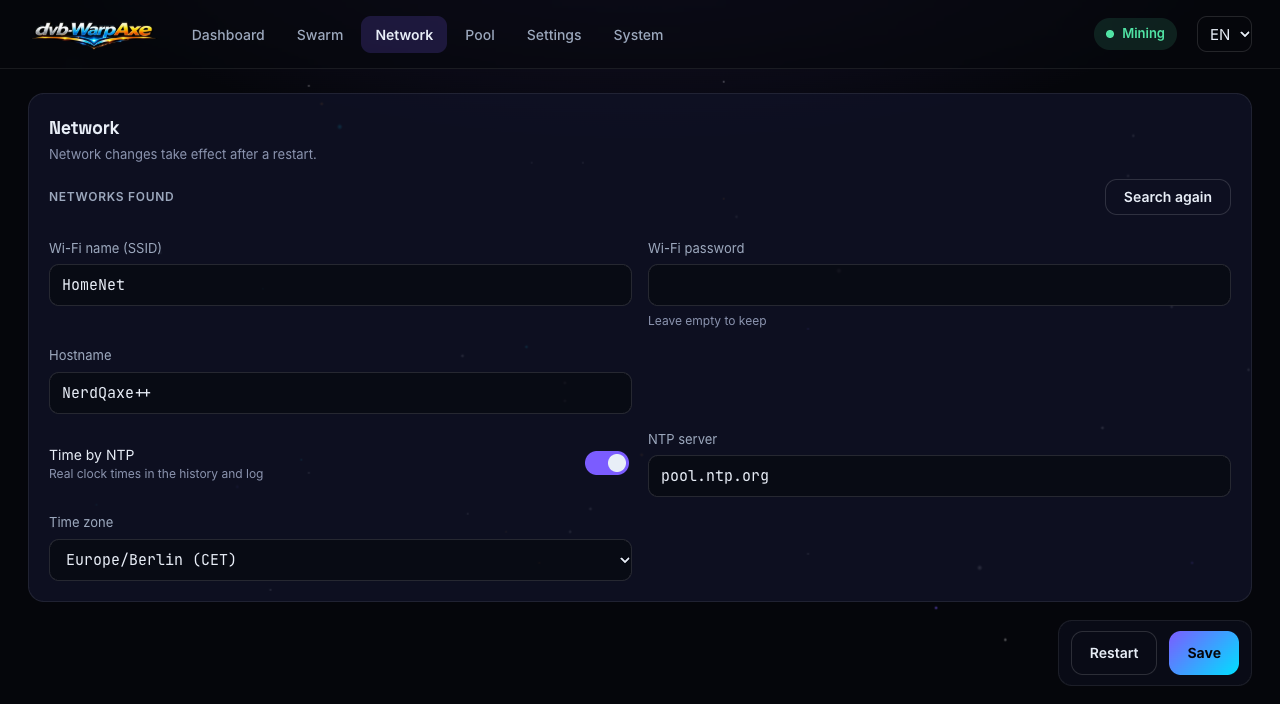 dvb-WarpAxe
Dashboard
Swarm
Network
Pool
Settings
System
Mining
EN
Network
Network changes take effect after a restart.
NETWORKS FOUND
Search again
Wi-Fi name (SSID)
Wi-Fi password
HomeNet
Leave empty to keep
Hostname
NerdQaxe++
Time by NTP
Real clock times in the history and log
NTP server
pool.ntp.org
Time zone
Europe/Berlin (CET)
Restart
Save